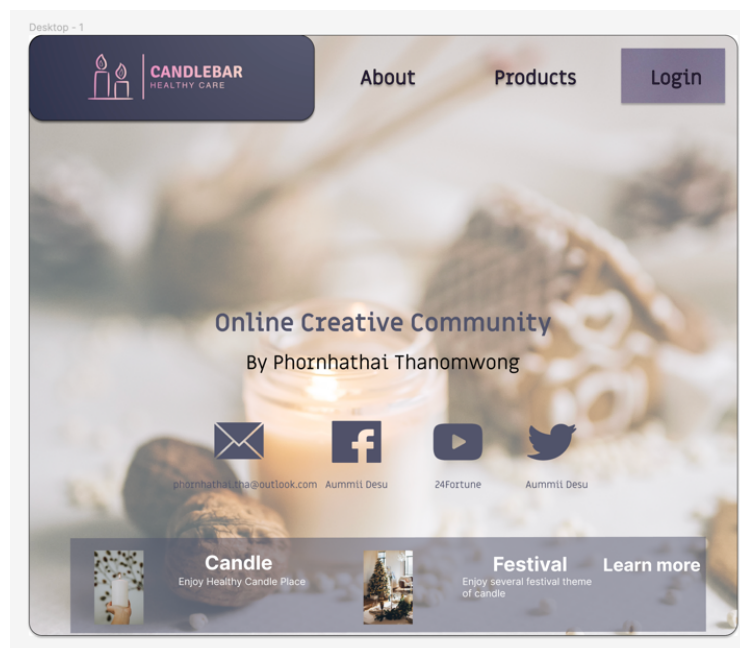 Desktop - 1
CANDLEBAR
HEALTHY CARE
About
Products
Login
Online Creative Community
By Phornhathai Thanomwong
phornhathai.tha@outlook.com
Aummii Desu
24Fortune
Aummii Desu
Candle
Enjoy Healthy Candle Place
Festival
Enjoy several festival theme
of candle
Learn more